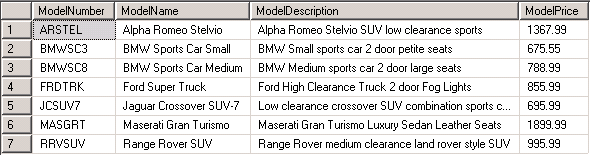 ModelNumber ModelName ModelDescription ModelPrice
1 ARSTEL Alpha Romeo Stelvio Alpha Romeo Stelvio SUV low clearance sports 1367.99
2 BMWSC3 BMW Sports Car Small BMW Small sports car 2 door petite seats 675.55
3 BMWSC8 BMW Sports Car Medium BMW Medium sports car 2 door large seats 788.99
4 FRDTRK Ford Super Truck Ford High Clearance Truck 2 door Fog Lights 855.99
5 JCSUV7 Jaguar Crossover SUV-7 Low clearance crossover SUV combination sports c... 695.99
6 MASGRT Maserati Gran Turismo Maserati Gran Turismo Luxury Sedan Leather Seats 1899.99
7 RRVSUV Range Rover SUV Range Rover medium clearance land rover style SUV 995.99